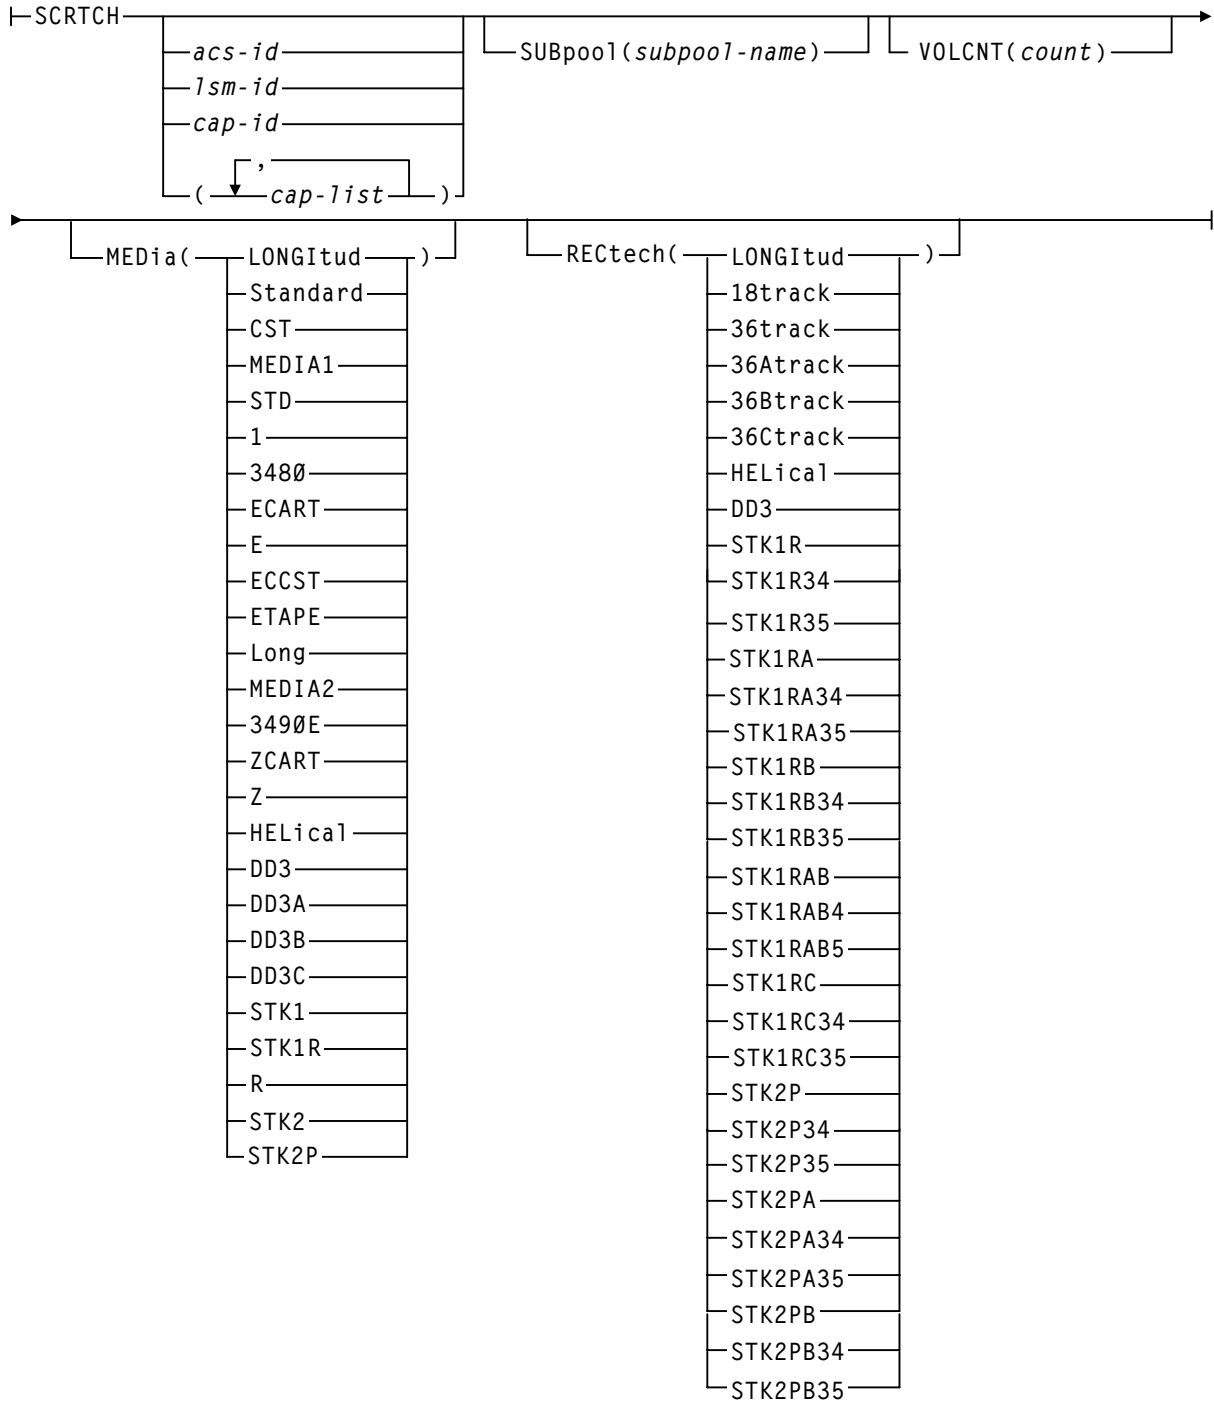 SCRTCH
acs-id
lsm-id
cap-id
,
( cap-list )
SUBpool(subpool-name)
VOLCNT(count)
MEDia( LONGItud )
Standard
CST
MEDIA1
STD
1
348Ø
ECART
E
ECCST
ETAPE
Long
MEDIA2
349ØE
ZCART
Z
HELical
DD3
DD3A
DD3B
DD3C
STK1
STK1R
R
STK2
STK2P
RECtech( LONGItud )
18track
36track
36Atrack
36Btrack
36Ctrack
HELical
DD3
STK1R
STK1R34
STK1R35
STK1RA
STK1RA34
STK1RA35
STK1RB
STK1RB34
STK1RB35
STK1RAB
STK1RAB4
STK1RAB5
STK1RC
STK1RC34
STK1RC35
STK2P
STK2P34
STK2P35
STK2PA
STK2PA34
STK2PA35
STK2PB
STK2PB34
STK2PB35